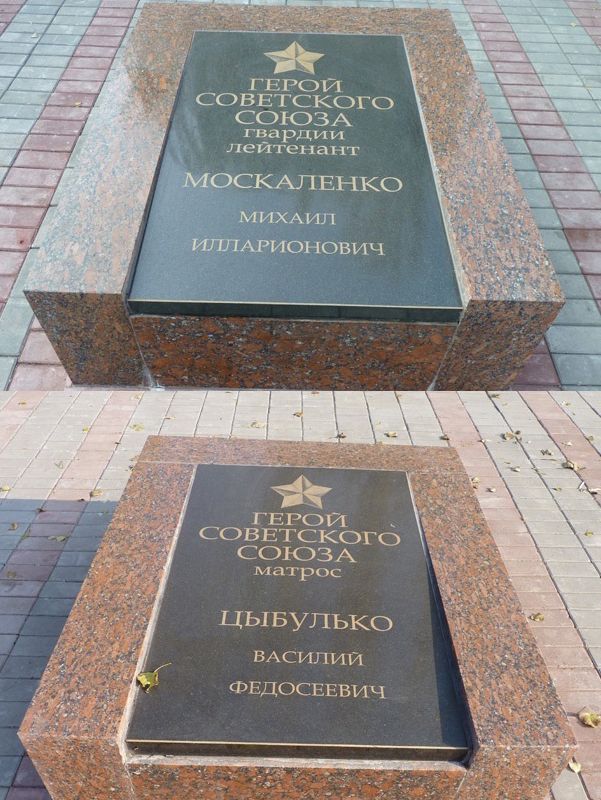 ГЕРОЙ
СОВЕТСКОГО
СОЮЗА
гвардии
лейтенант
МОСКАЛЕНКО
МИХАИЛ
ИЛЛАРИОНОВИЧ
ГЕРОЙ
СОВЕТСКОГО
СОЮЗА
матрос
ЦЫБУЛЬКО
ВАСИЛИЙ
ФЕДОСЕЕВИЧ